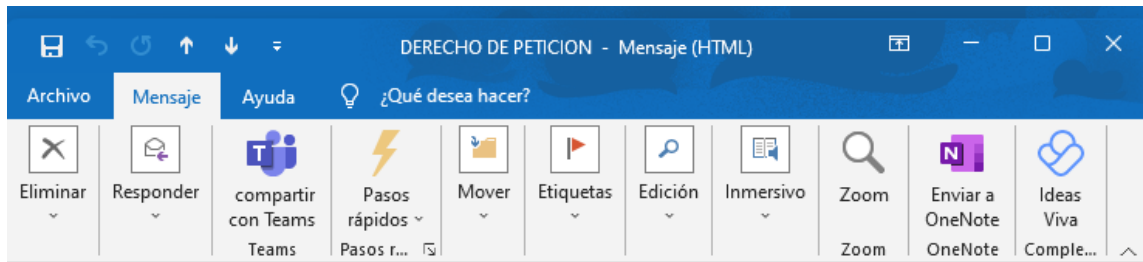 DERECHO DE PETICION - Mensaje (HTML)
Archivo Mensaje Ayuda ¿Qué desea hacer?
Eliminar Responder compartir con Teams Pasos rápidos Mover Etiquetas Edición Inmersivo Zoom Enviar a OneNote Ideas Viva
Teams Pasos r... Zoom OneNote Comple...